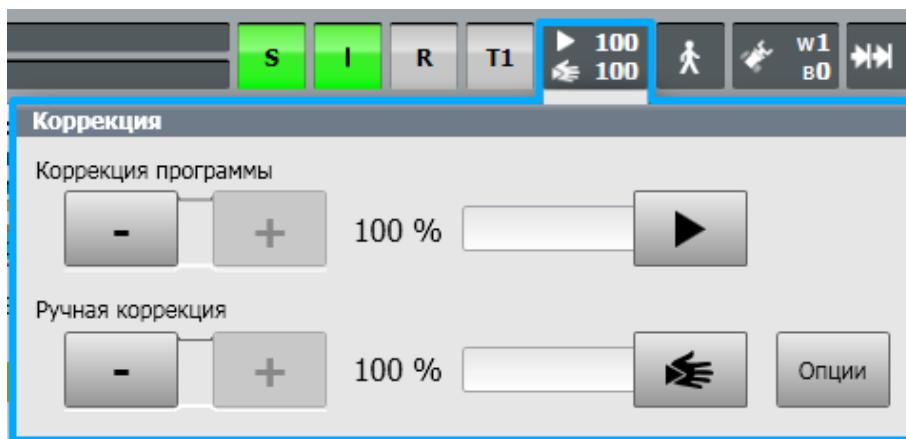 S I R T1 100 W1
100 B0
Коррекция
Коррекция программы
- + 100 %
Ручная коррекция
- + 100 % Опции